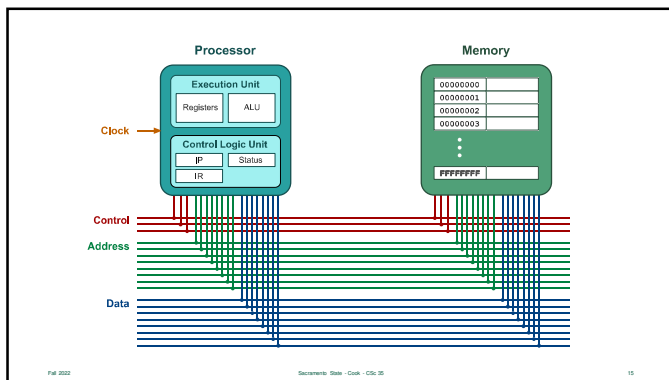 Processor
Memory
Execution Unit
Registers
ALU
Clock
Control Logic Unit
IP
Status
IR
00000000
00000001
00000002
00000003
FFFFFFFF
Control
Address
Data
Fall 2022
Sacramento State - Cook - CSc 35
15